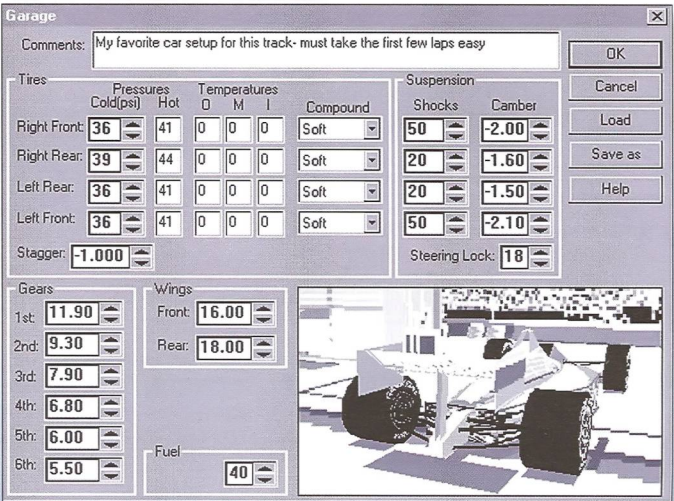 Garage
Comments: My favorite car setup for this track- must take the first few laps easy
OK
Cancel
Load
Save as
Help
Tires
Pressures Temperatures
Cold(psi) Hot O M I Compound
Right Front: 36 41 0 0 0 Soft
Right Rear: 39 44 0 0 0 Soft
Left Rear: 36 41 0 0 0 Soft
Left Front: 36 41 0 0 0 Soft
Stagger: -1.000
Suspension
Shocks Camber
50 -2.00
20 -1.60
20 -1.50
50 -2.10
Steering Lock: 18
Gears
1st: 11.90
2nd: 9.30
3rd: 7.90
4th: 6.80
5th: 6.00
6th: 5.50
Wings
Front: 16.00
Rear: 18.00
Fuel
40